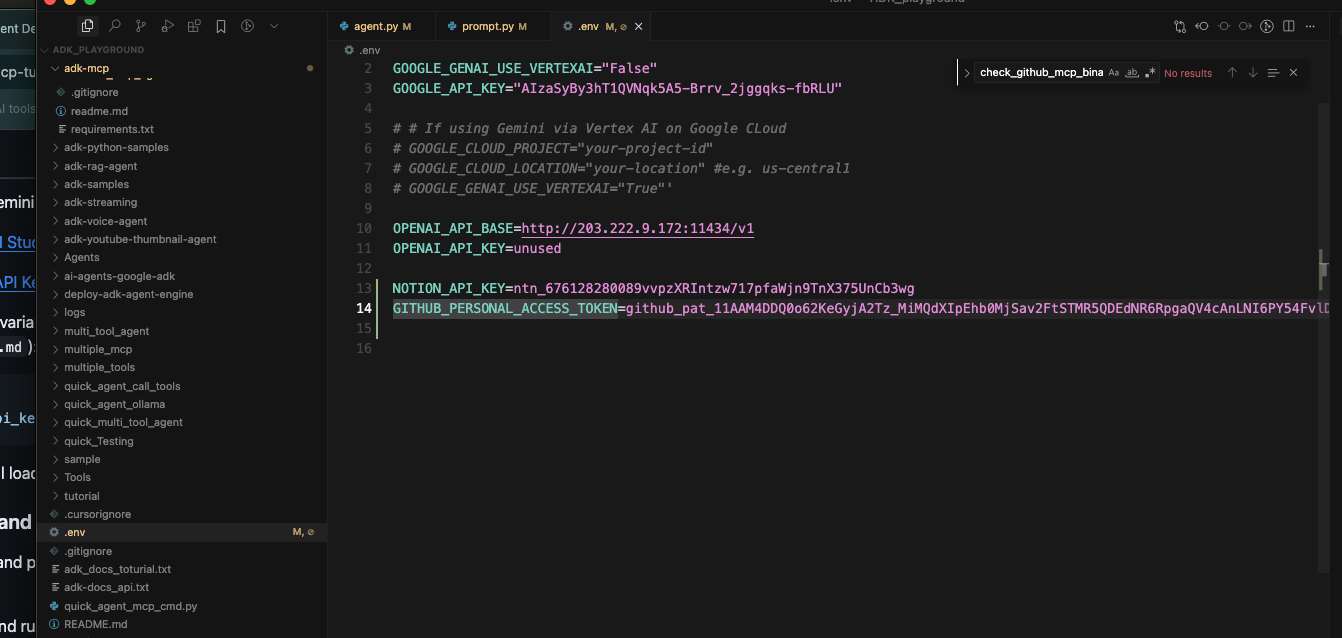 .env — ADK_playground
ent De
cp-tu
AI tools
emini
I Stuc
API Ke
varia
.md ):
pi_ke
l loac
and
and p
nd ru
agent.py M
prompt.py M
.env M,
ADK_PLAYGROUND
adk-mcp
.gitignore
readme.md
requirements.txt
adk-python-samples
adk-rag-agent
adk-samples
adk-streaming
adk-voice-agent
adk-youtube-thumbnail-agent
Agents
ai-agents-google-adk
deploy-adk-agent-engine
logs
multi_tool_agent
multiple_mcp
multiple_tools
quick_agent_call_tools
quick_agent_ollama
quick_multi_tool_agent
quick_Testing
sample
Tools
tutorial
.cursorignore
.env M,
.gitignore
adk_docs_toturial.txt
adk-docs_api.txt
quick_agent_mcp_cmd.py
README.md
.env
check_github_mcp_bina Aa ab .* No results
2 GOOGLE_GENAI_USE_VERTEXAI="False"
3 GOOGLE_API_KEY="AIzaSyBy3hT1QVNqk5A5-Brrv_2jggqks-fbRLU"
4
5 # # If using Gemini via Vertex AI on Google CLoud
6 # GOOGLE_CLOUD_PROJECT="your-project-id"
7 # GOOGLE_CLOUD_LOCATION="your-location" #e.g. us-central1
8 # GOOGLE_GENAI_USE_VERTEXAI="True"'
9
10 OPENAI_API_BASE=http://203.222.9.172:11434/v1
11 OPENAI_API_KEY=unused
12
13 NOTION_API_KEY=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
14 GITHUB_PERSONAL_ACCESS_TOKEN=github_pat_11AAM4DDQ0o62KeGyjA2Tz_MiMQdXIpEhb0MjSav2FtSTMR5QDEdNR6RpgaQV4cAnLNI6PY54FvlD
15
16